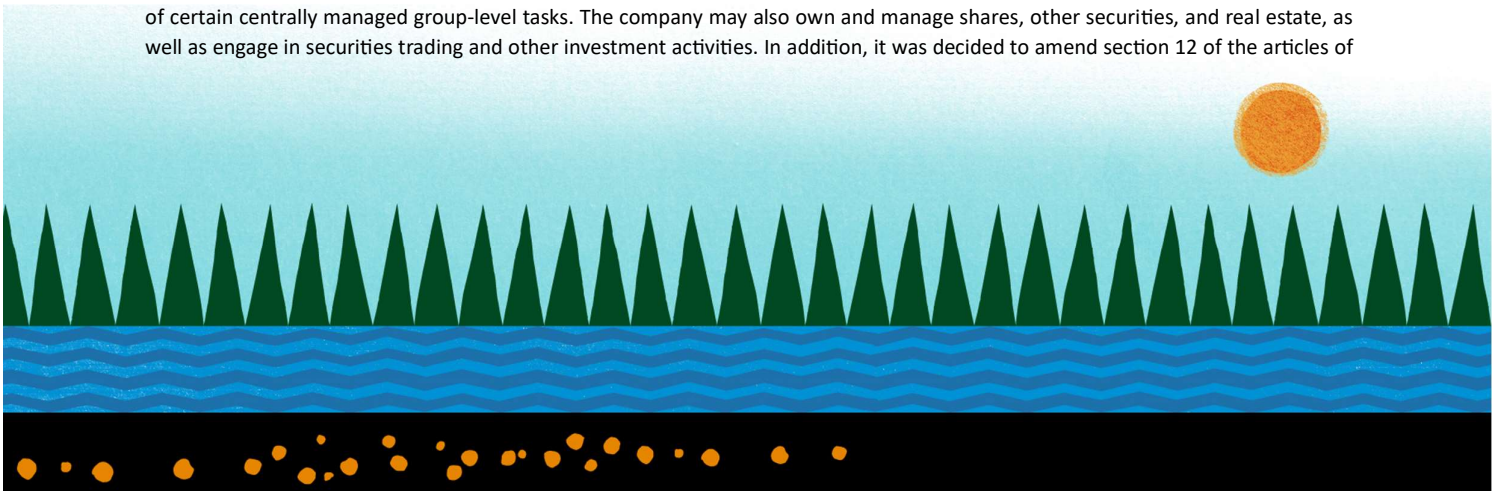 of certain centrally managed group-level tasks. The company may also own and manage shares, other securities, and real estate, as
well as engage in securities trading and other investment activities. In addition, it was decided to amend section 12 of the articles of